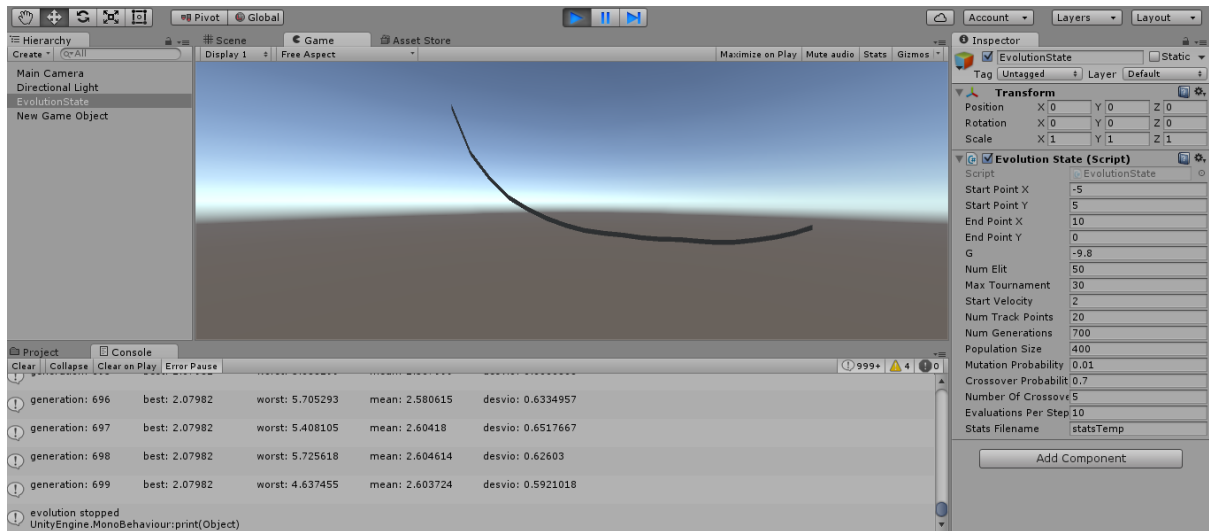 Pivot Global Account Layers Layout
Hierarchy
Create All
Main Camera
Directional Light
EvolutionState
New Game Object
Scene Game Asset Store
Display 1 Free Aspect Maximize on Play Mute audio Stats Gizmos
Project Console
Clear Collapse Clear on Play Error Pause 999+ 4 0
generation: 696 best: 2.07982 worst: 5.705293 mean: 2.580615 desvio: 0.6334957
generation: 697 best: 2.07982 worst: 5.408105 mean: 2.60418 desvio: 0.6517667
generation: 698 best: 2.07982 worst: 5.725618 mean: 2.604614 desvio: 0.62603
generation: 699 best: 2.07982 worst: 4.637455 mean: 2.603724 desvio: 0.5921018
evolution stopped
UnityEngine.MonoBehaviour:print(Object)
Inspector
EvolutionState Static
Tag Untagged Layer Default
Transform
Position X 0 Y 0 Z 0
Rotation X 0 Y 0 Z 0
Scale X 1 Y 1 Z 1
Evolution State (Script)
Script EvolutionState
Start Point X -5
Start Point Y 5
End Point X 10
End Point Y 0
G -9.8
Num Elit 50
Max Tournament 30
Start Velocity 2
Num Track Points 20
Num Generations 700
Population Size 400
Mutation Probability 0.01
Crossover Probabilit 0.7
Number Of Crossove 5
Evaluations Per Step 10
Stats Filename statsTemp
Add Component